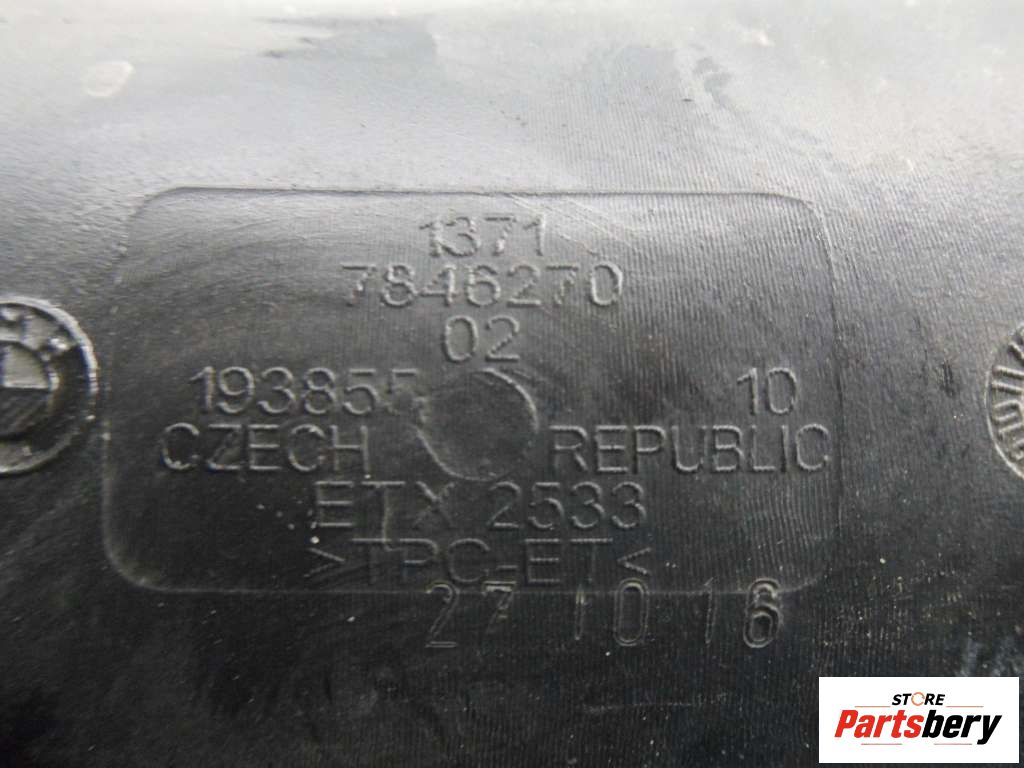 1371
7846270
02
193855 10
CZECH REPUBLIC
ETX 2533
>TPC-ET<
27 10 16
STORE
Partsbery